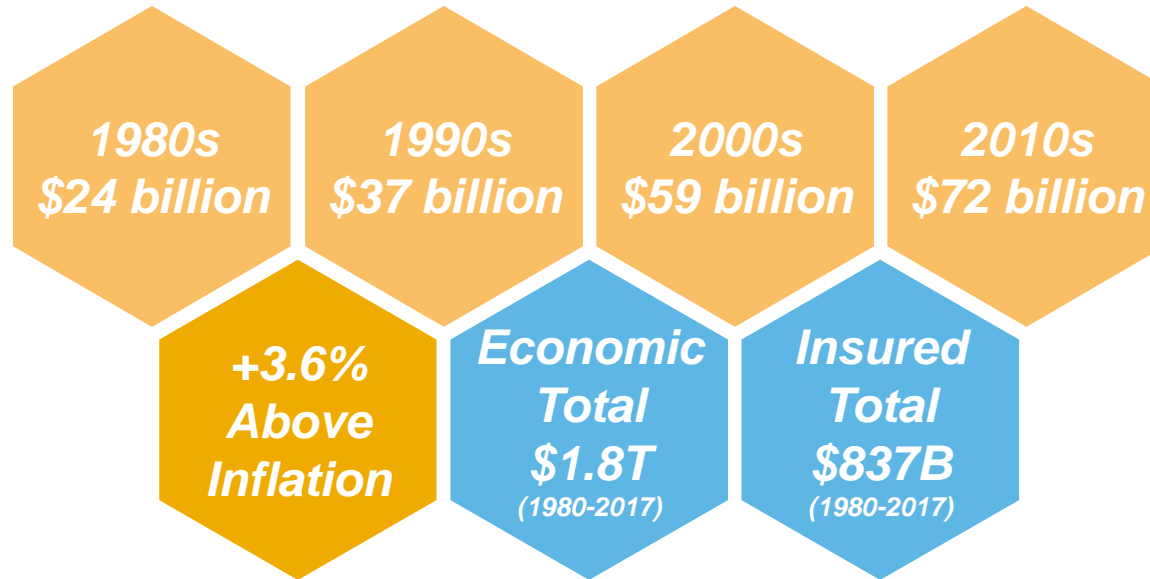 1980s
$24 billion
1990s
$37 billion
2000s
$59 billion
2010s
$72 billion
+3.6%
Above
Inflation
Economic
Total
$1.8T
(1980-2017)
Insured
Total
$837B
(1980-2017)